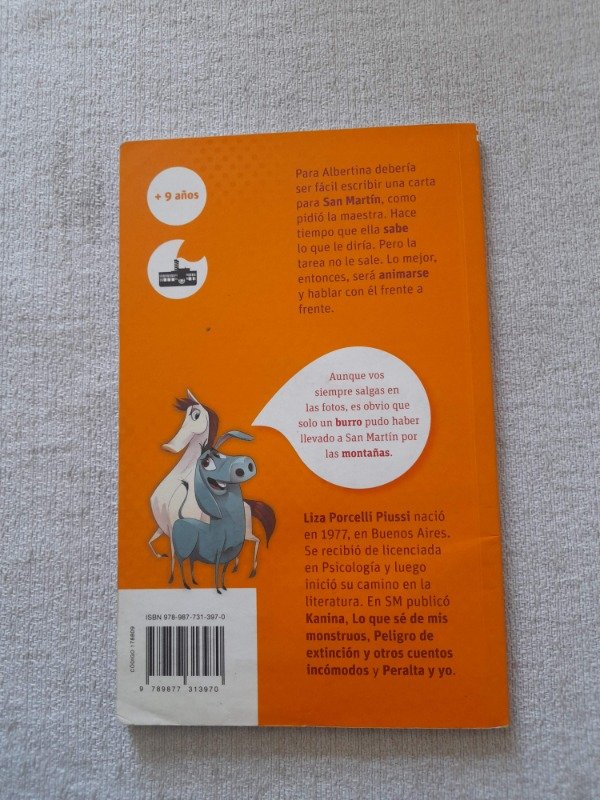 + 9 años
Para Albertina debería
ser fácil escribir una carta
para San Martín, como
pidió la maestra. Hace
tiempo que ella sabe
lo que le diría. Pero la
tarea no le sale. Lo mejor,
entonces, será animarse
y hablar con él frente a
frente.
Aunque vos
siempre salgas en
las fotos, es obvio que
solo un burro pudo haber
llevado a San Martín por
las montañas.
Liza Porcelli Piussi nació
en 1977, en Buenos Aires.
Se recibió de licenciada
en Psicología y luego
inició su camino en la
literatura. En SM publicó
Kanina, Lo que sé de mis
monstruos, Peligro de
extinción y otros cuentos
incómodos y Peralta y yo.
ISBN 978-987-731-397-0
CÓDIGO
9 789877 313970